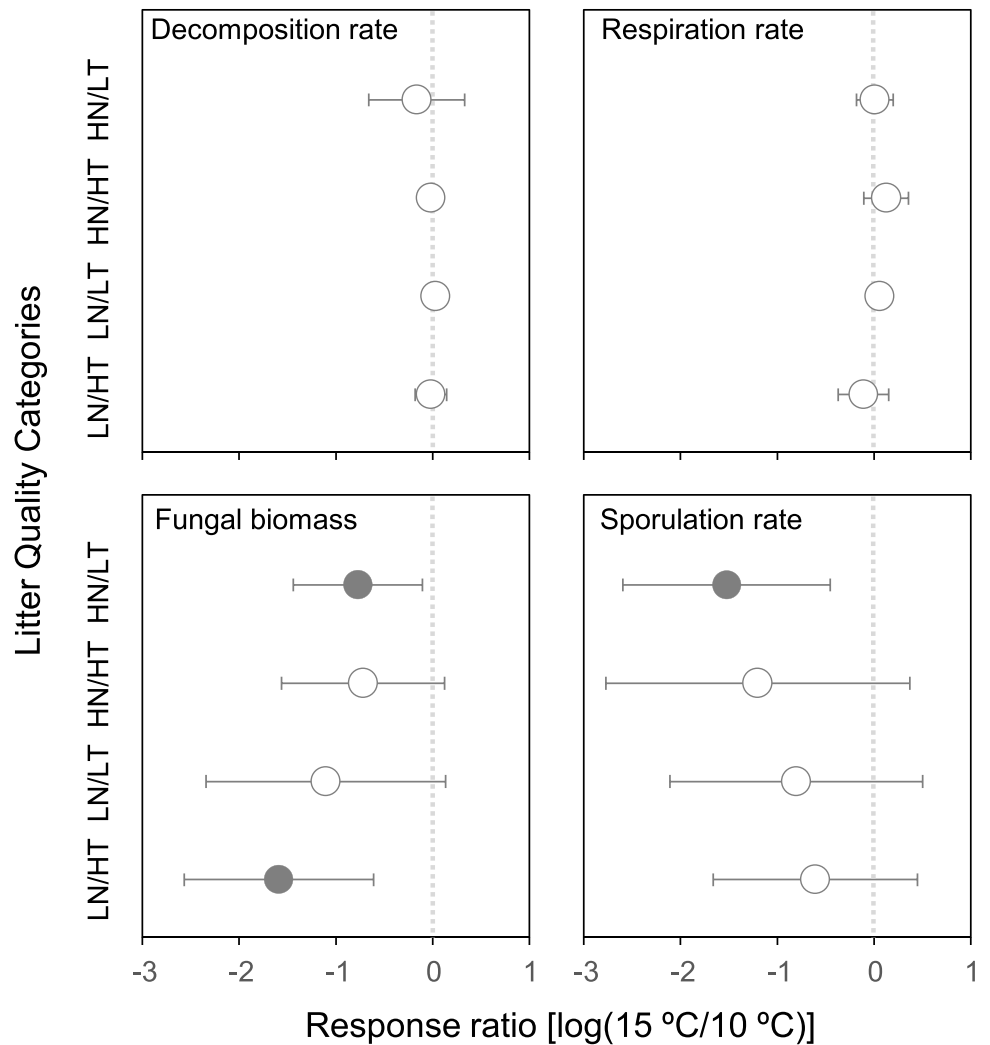 Decomposition rate
Respiration rate
HN/LT
HN/HT
LN/LT
LN/HT
-3 -2 -1 0 1
-3 -2 -1 0 1
Fungal biomass
Sporulation rate
HN/LT
HN/HT
LN/LT
LN/HT
Litter Quality Categories
Response ratio [log(15 ºC/10 ºC)]